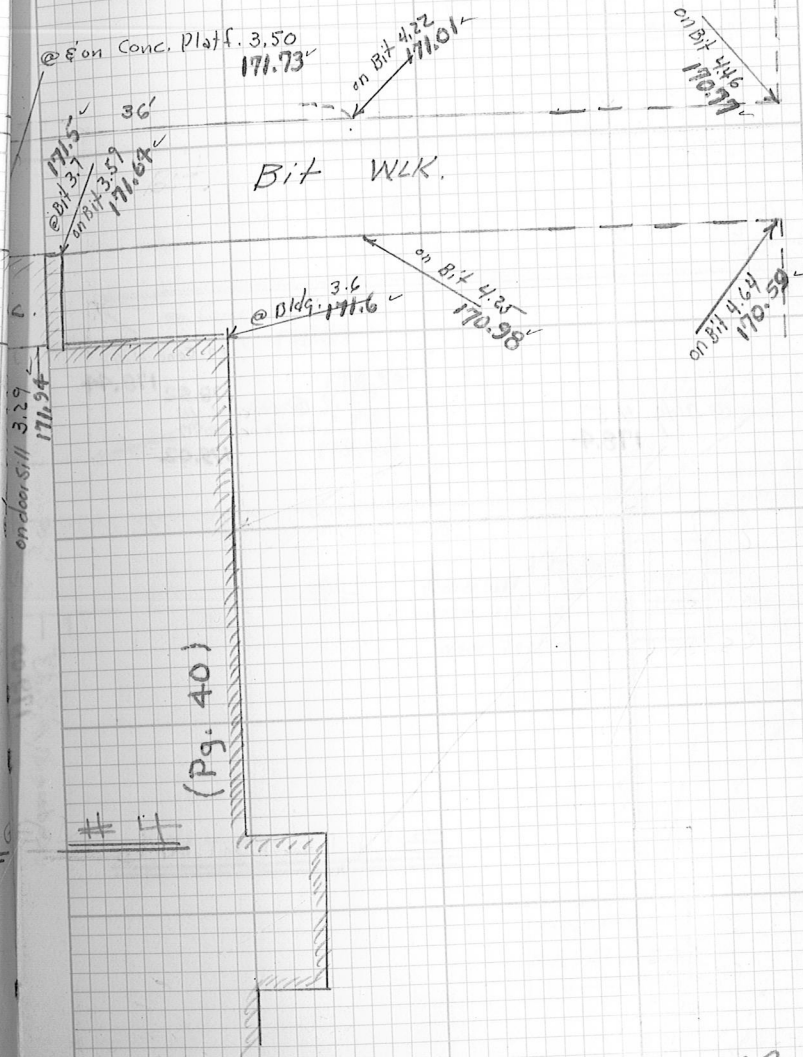 @ & on Conc. Platf. 3.50
171.73✓
on Bit 4.22
171.01✓
on Bit 4.46
170.77✓
36'
171.5✓
@ Bit 3.7
on Bit 3.59
171.64✓
Bit WLK.
on Bit 4.25
170.98✓
on Bit 4.64
170.59✓
@ Bldg. 3.6
171.6✓
C.
on door sill 3.29✓
171.94
(Pg. 40)
# 4